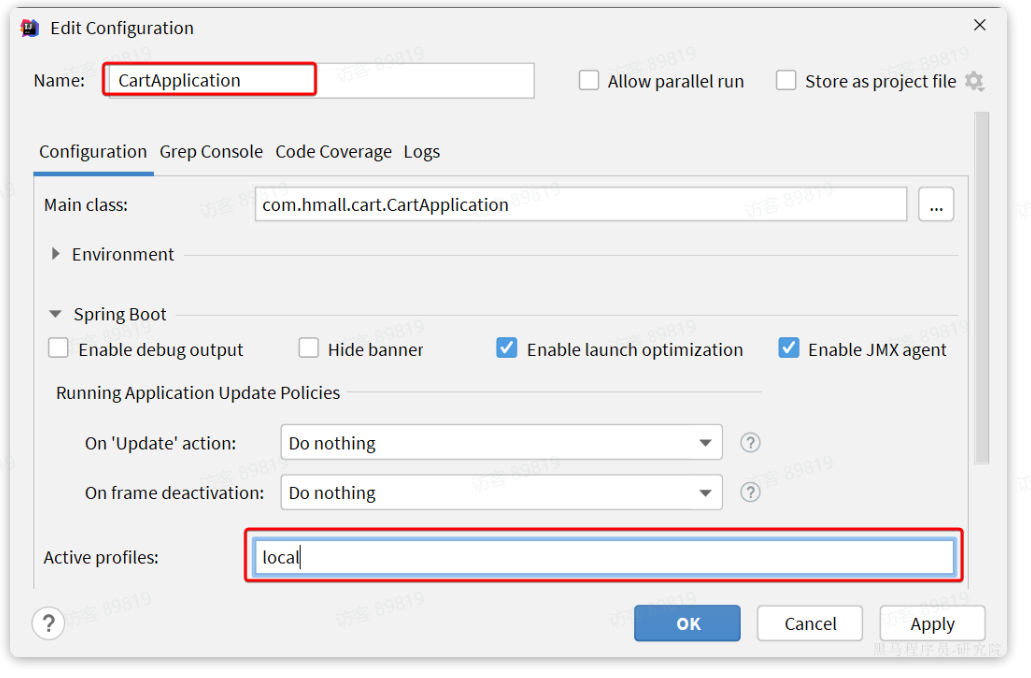 Edit Configuration
Name: CartApplication Allow parallel run Store as project file
Configuration Grep Console Code Coverage Logs
Main class: com.hmall.cart.CartApplication ...
Environment
Spring Boot
Enable debug output Hide banner Enable launch optimization Enable JMX agent
Running Application Update Policies
On 'Update' action: Do nothing ?
On frame deactivation: Do nothing ?
Active profiles: local
? OK Cancel Apply
访客 89819
黑马程序员-研究院